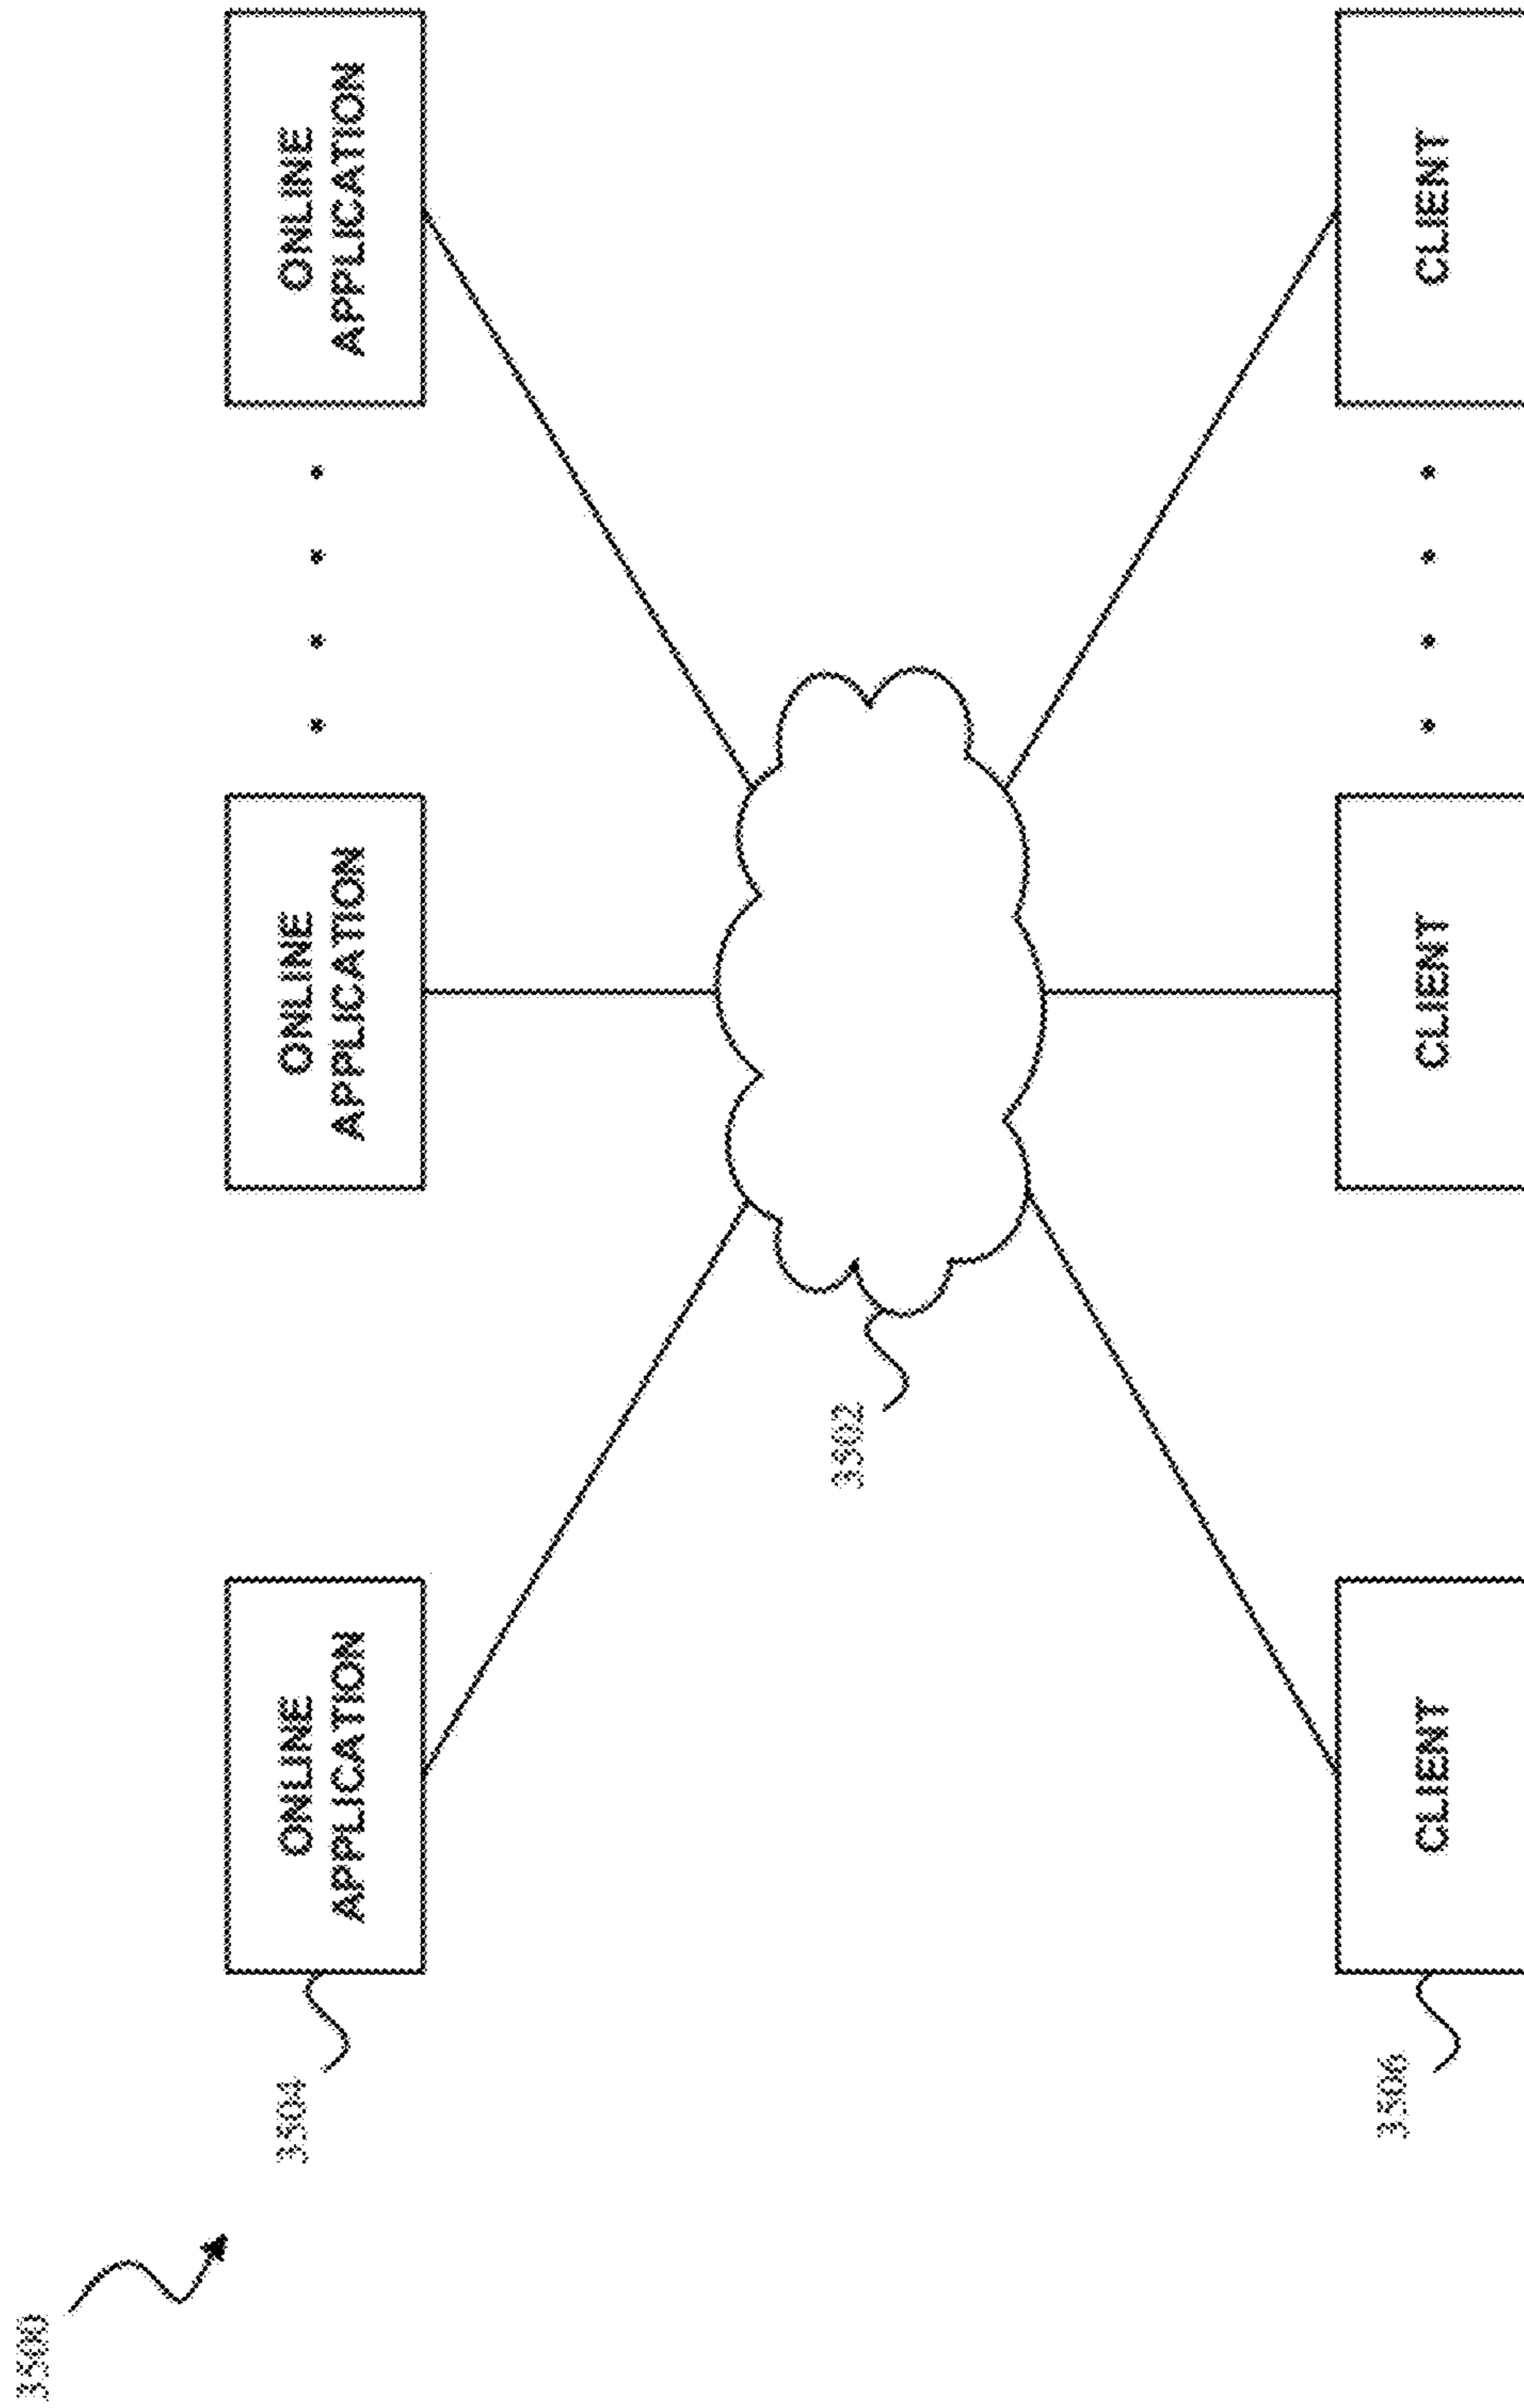 3500
3504
ONLINE
APPLICATION
ONLINE
APPLICATION
ONLINE
APPLICATION
3502
3506
CLIENT
CLIENT
CLIENT